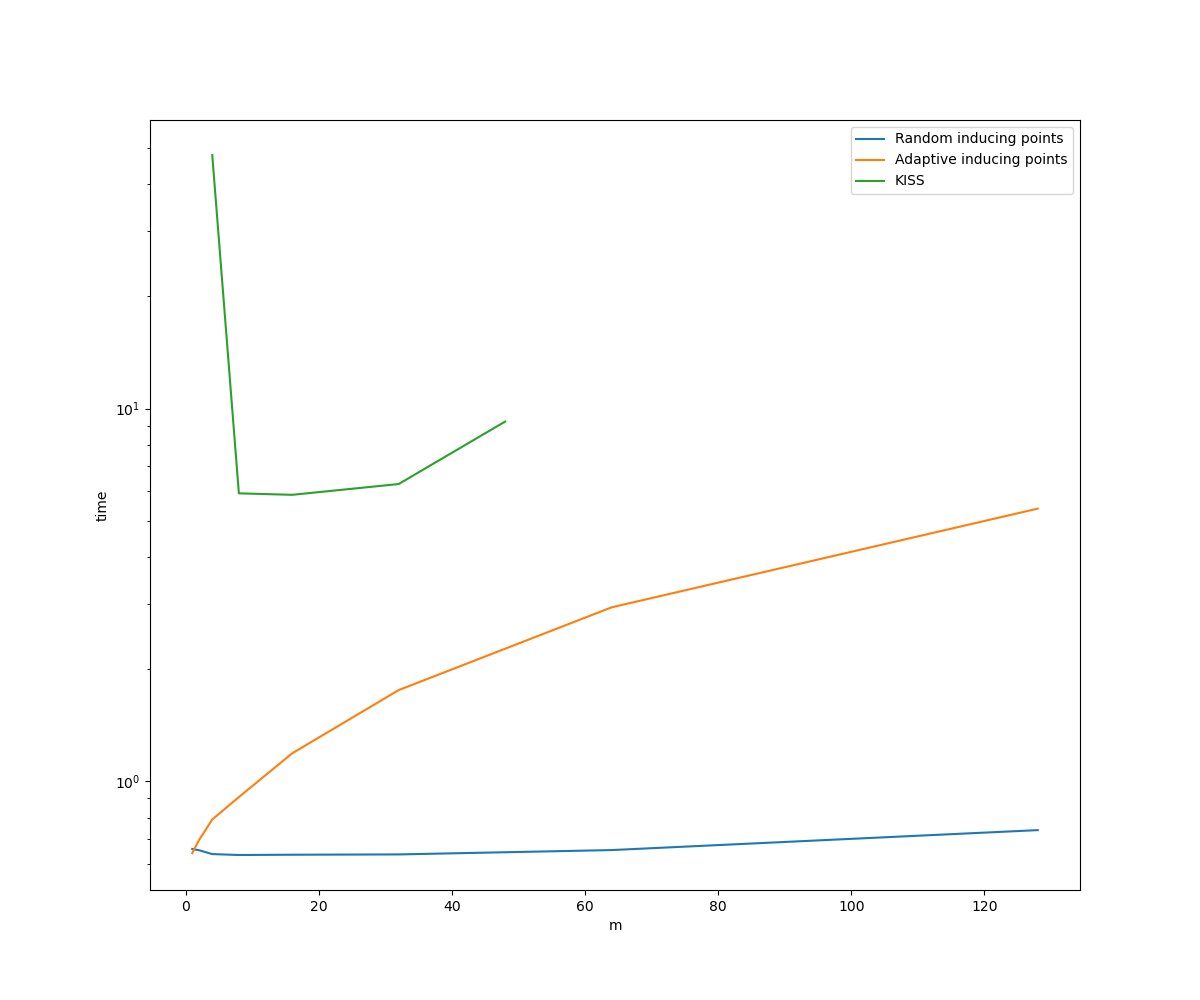 Random inducing points
Adaptive inducing points
KISS
10¹
10⁰
time
0 20 40 60 80 100 120
m